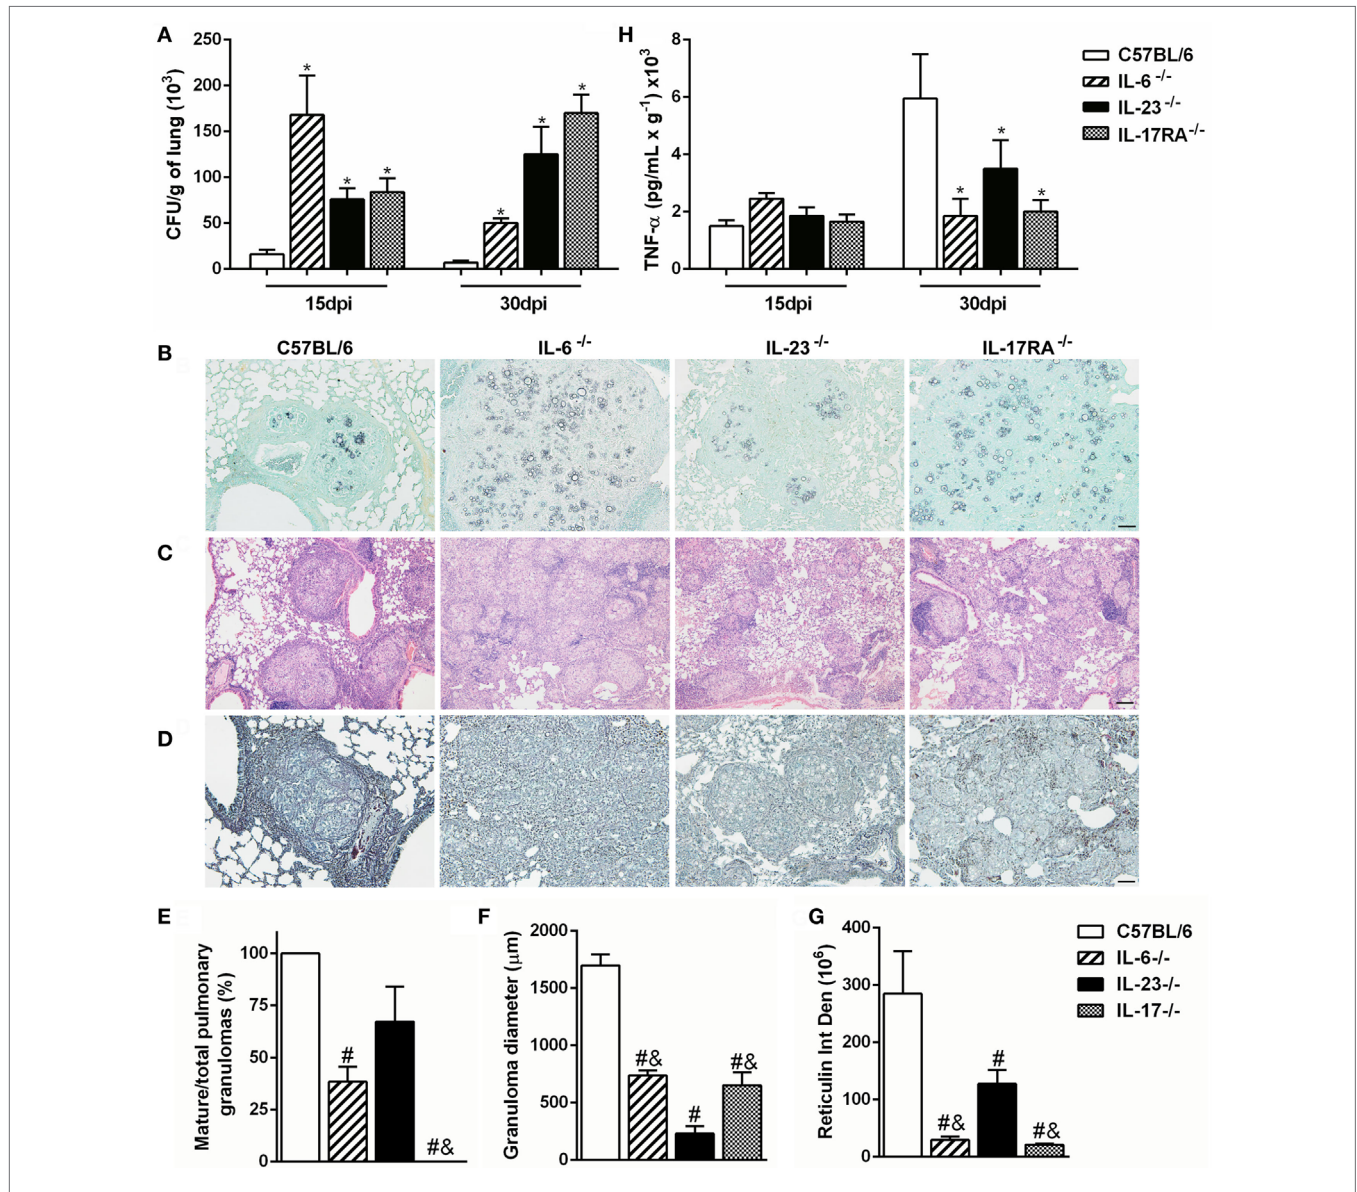 A
CFU/g of lung (10³)
250
200
150
100
50
0
*
*
*
*
*
*
15dpi
30dpi
H
TNF-α (pg/mL x g⁻¹) x10³
8
6
4
2
0
*
*
*
15dpi
30dpi
C57BL/6
IL-6 -/-
IL-23 -/-
IL-17RA -/-
B
C57BL/6
IL-6 -/-
IL-23 -/-
IL-17RA -/-
C
D
E
Mature/total pulmonary
granulomas (%)
100
75
50
25
0
#
#&
F
Granuloma diameter (μm)
2000
1500
1000
500
0
#&
#
#&
G
Reticulin Int Den (10⁶)
400
300
200
100
0
#&
#
#&
C57BL/6
IL-6-/-
IL-23-/-
IL-17-/-